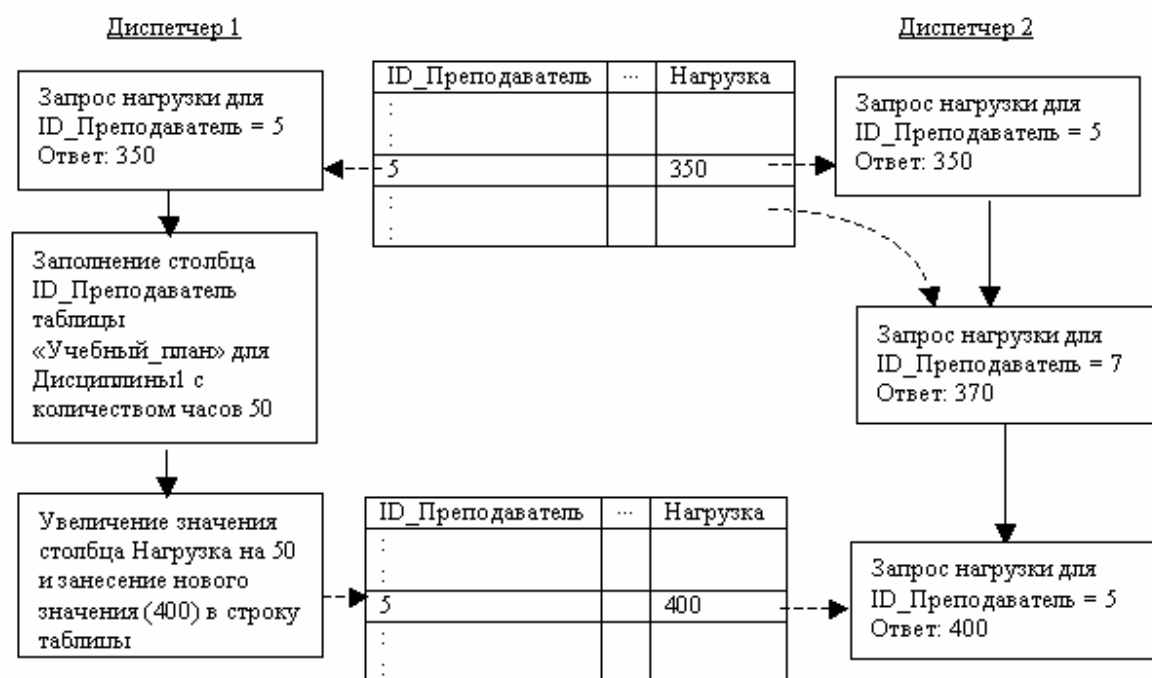 Диспетчер 1
Запрос нагрузки для
ID_Преподаватель = 5
Ответ: 350
Заполнение столбца
ID_Преподаватель
таблицы
«Учебный_план» для
Дисциплины1 с
количеством часов 50
Увеличение значения
столбца Нагрузка на 50
и занесение нового
значения (400) в строку
таблицы
ID_Преподаватель ... Нагрузка
:
:
5 350
:
:
ID_Преподаватель ... Нагрузка
:
:
5 400
:
:
Диспетчер 2
Запрос нагрузки для
ID_Преподаватель = 5
Ответ: 350
Запрос нагрузки для
ID_Преподаватель = 7
Ответ: 370
Запрос нагрузки для
ID_Преподаватель = 5
Ответ: 400